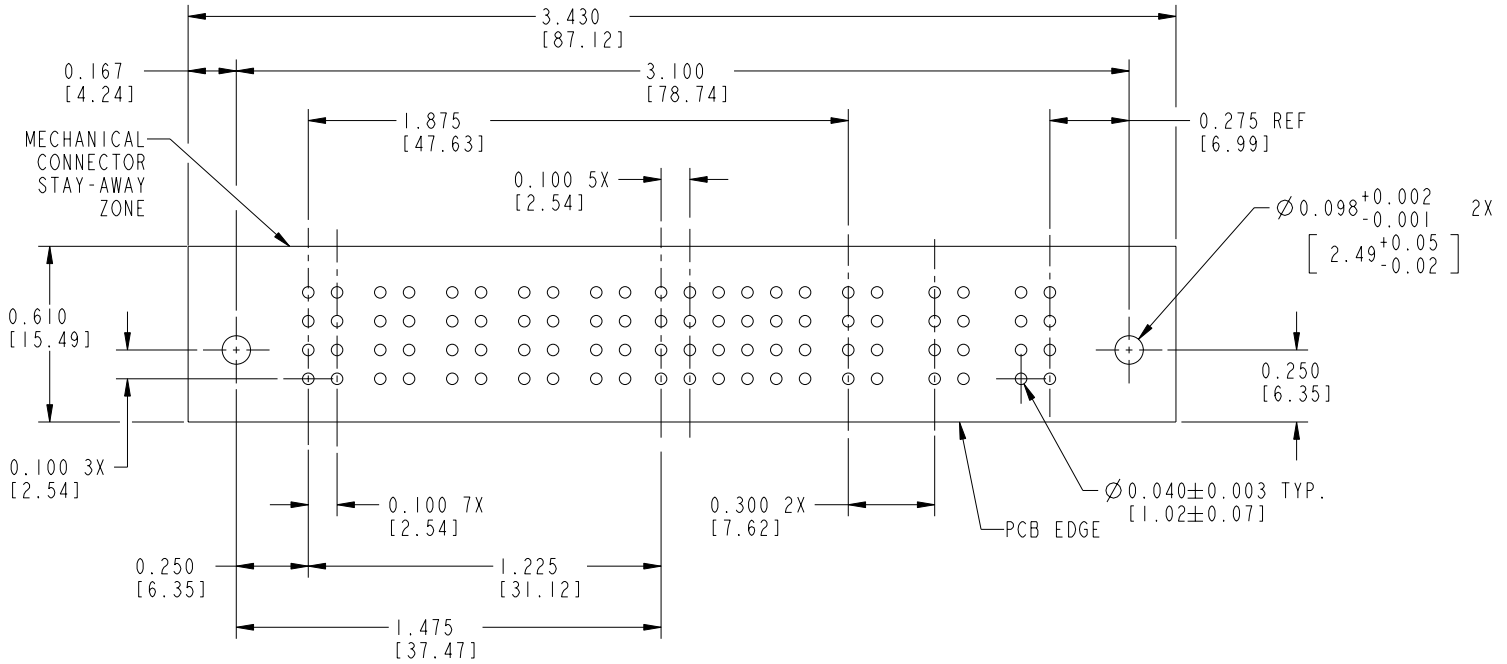 3.430
[87.12]
0.167
[4.24]
3.100
[78.74]
1.875
[47.63]
0.275 REF
[6.99]
MECHANICAL
CONNECTOR
STAY-AWAY
ZONE
0.100 5X
[2.54]
Ø0.098 +0.002 -0.001 2X
[2.49 +0.05 -0.02]
0.610
[15.49]
0.250
[6.35]
0.100 3X
[2.54]
0.100 7X
[2.54]
0.300 2X
[7.62]
Ø0.040±0.003 TYP.
[1.02±0.07]
PCB EDGE
0.250
[6.35]
1.225
[31.12]
1.475
[37.47]